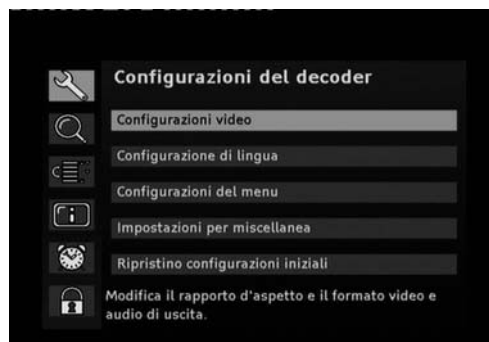 Configurazioni del decoder
Configurazioni video
Configurazione di lingua
Configurazioni del menu
Impostazioni per miscellanea
Ripristino configurazioni iniziali
Modifica il rapporto d'aspetto e il formato video e
audio di uscita.